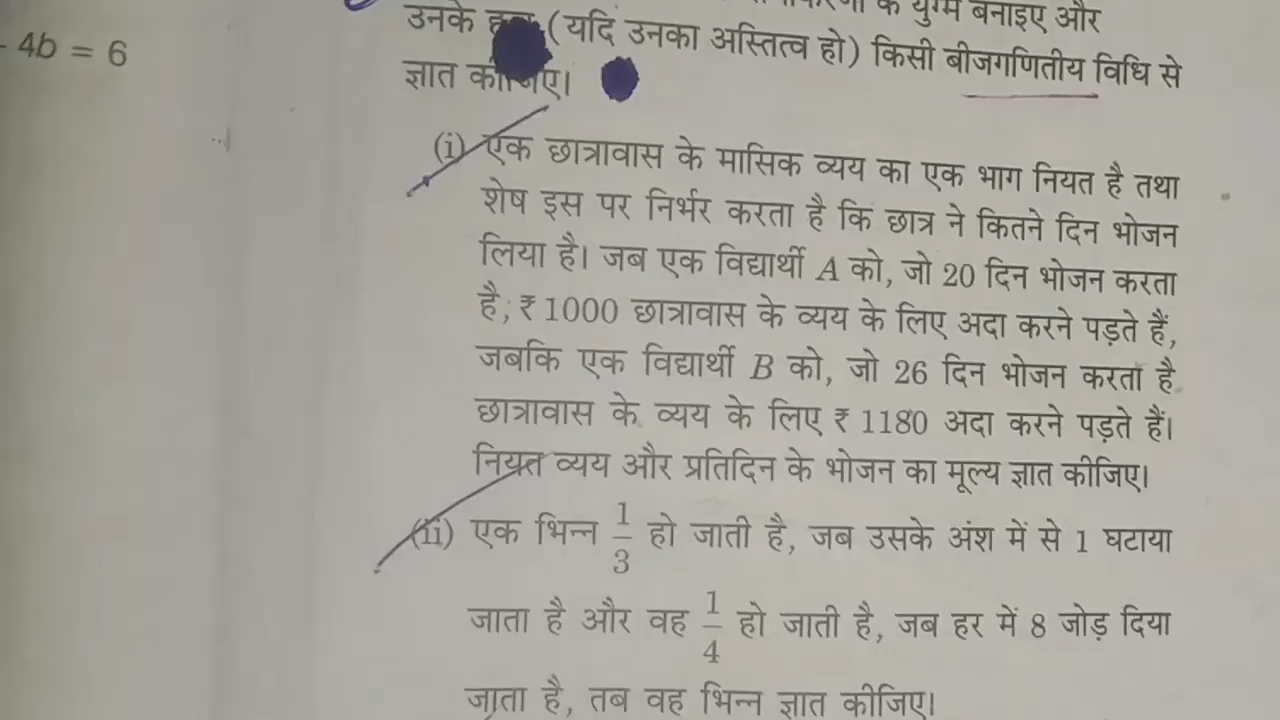 - 4b = 6
के युग्म बनाइए और
उनके (यदि उनका अस्तित्व हो) किसी बीजगणितीय विधि से
ज्ञात कीजिए।
(i) एक छात्रावास के मासिक व्यय का एक भाग नियत है तथा
शेष इस पर निर्भर करता है कि छात्र ने कितने दिन भोजन
लिया है। जब एक विद्यार्थी A को, जो 20 दिन भोजन करता
है; ₹ 1000 छात्रावास के व्यय के लिए अदा करने पड़ते हैं,
जबकि एक विद्यार्थी B को, जो 26 दिन भोजन करता है
छात्रावास के व्यय के लिए ₹ 1180 अदा करने पड़ते हैं।
नियत व्यय और प्रतिदिन के भोजन का मूल्य ज्ञात कीजिए।
(ii) एक भिन्न 1/3 हो जाती है, जब उसके अंश में से 1 घटाया
जाता है और वह 1/4 हो जाती है, जब हर में 8 जोड़ दिया
जाता है, तब वह भिन्न ज्ञात कीजिए।